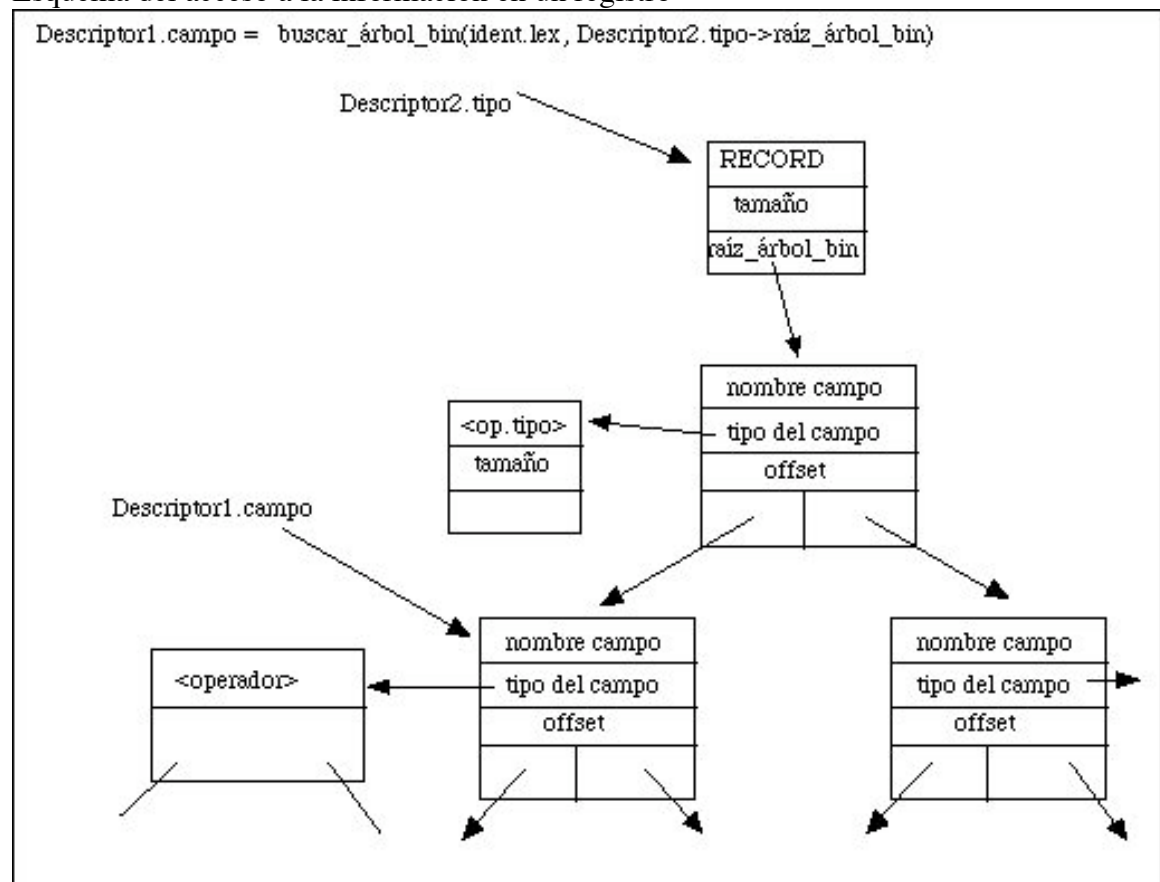 Esquema del acceso a la información en un registro
Descriptor1.campo = buscar_árbol_bin(ident.lex, Descriptor2.tipo->raíz_árbol_bin)
Descriptor2.tipo
RECORD
tamaño
raíz_árbol_bin
nombre campo
tipo del campo
offset
<op.tipo>
tamaño
Descriptor1.campo
nombre campo
tipo del campo
offset
<operador>
nombre campo
tipo del campo
offset